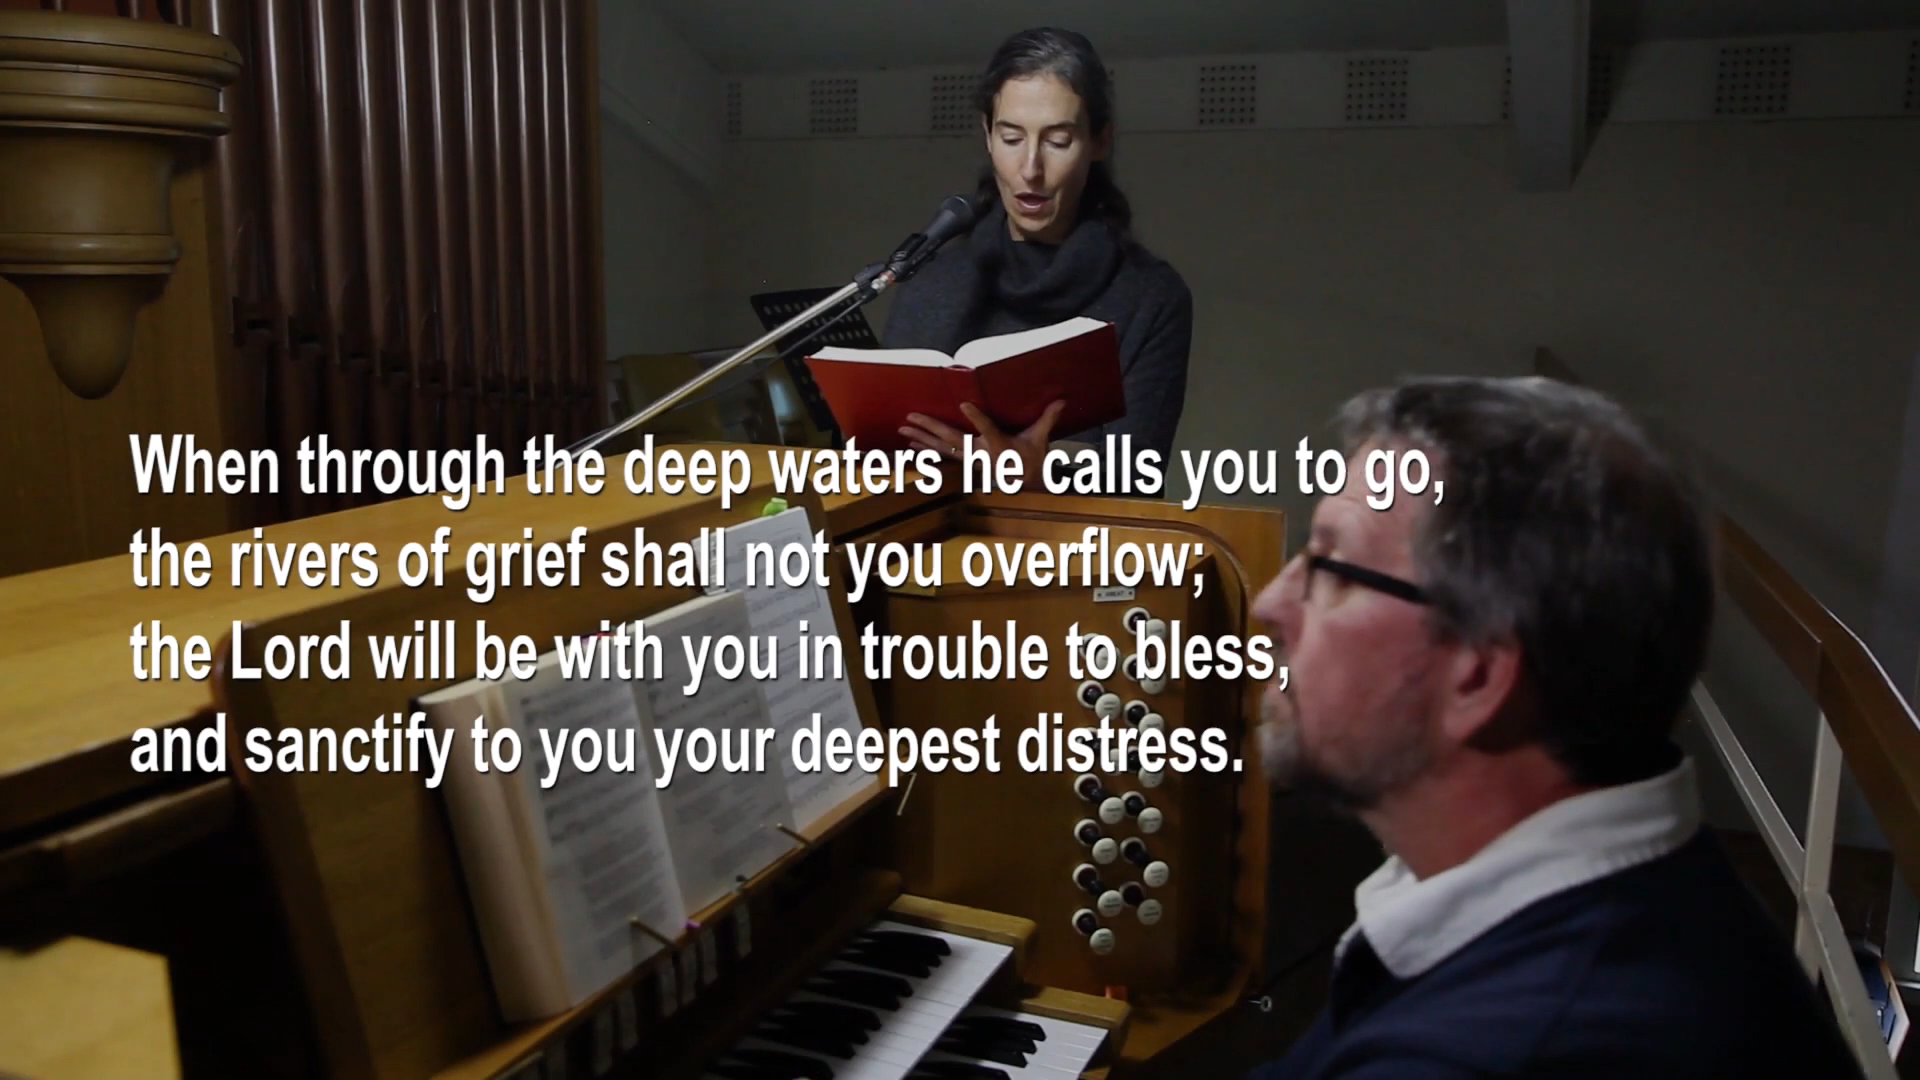 When through the deep waters he calls you to go,
the rivers of grief shall not you overflow;
the Lord will be with you in trouble to bless,
and sanctify to you your deepest distress.
GREAT